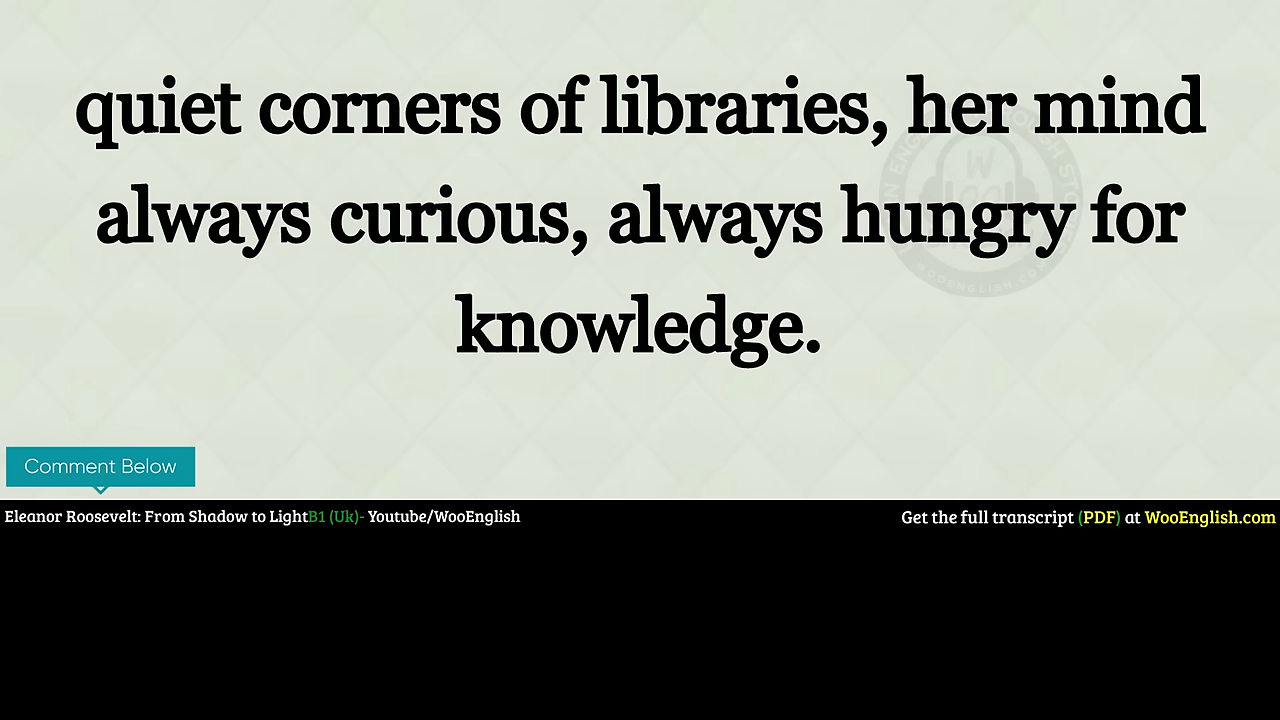 quiet corners of libraries, her mind
always curious, always hungry for
knowledge.
Comment Below
Eleanor Roosevelt: From Shadow to LightB1 (Uk)- Youtube/WooEnglish
Get the full transcript (PDF) at WooEnglish.com